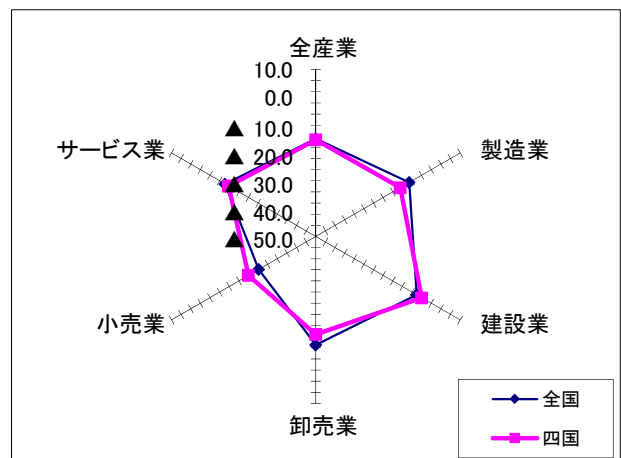 全産業
10.0
0.0
▲ 10.0
▲ 20.0
▲ 30.0
▲ 40.0
▲ 50.0
製造業
建設業
卸売業
小売業
サービス業
全国
四国